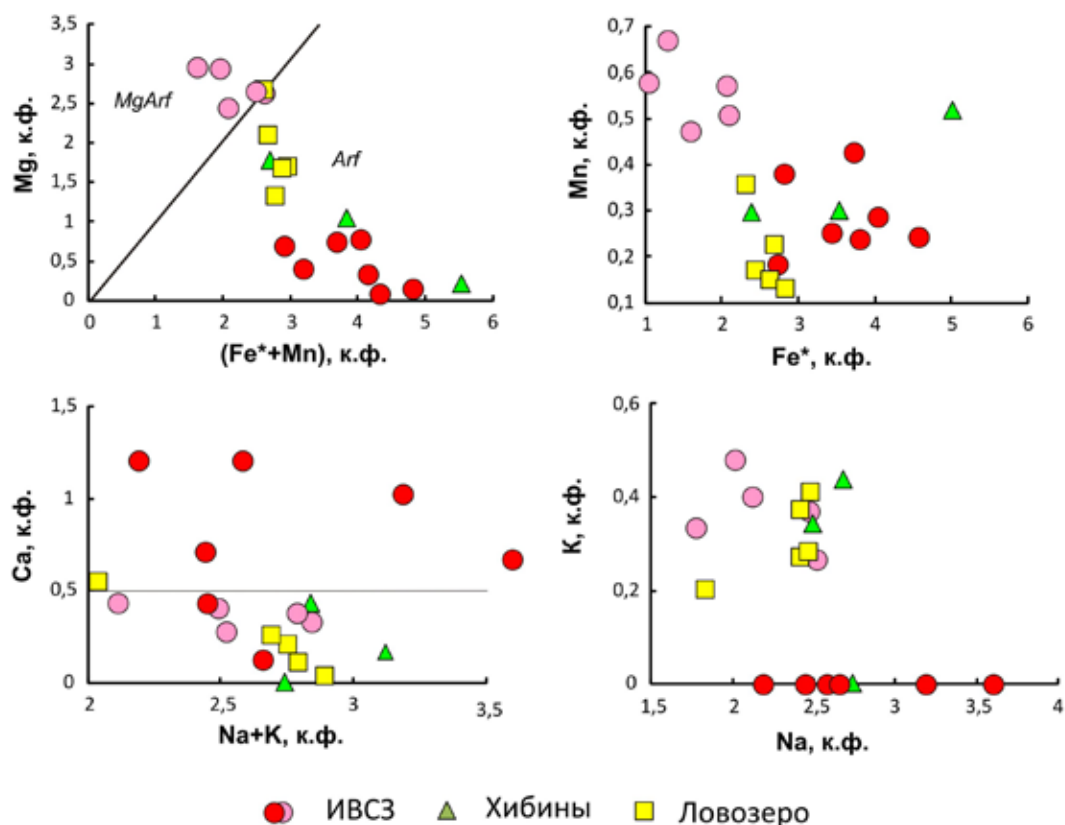 3,5
3
2,5
2
1,5
1
0,5
0
Mg, к.ф.
MgArf
Arf
0 1 2 3 4 5 6
(Fe*+Mn), к.ф.
0,7
0,6
0,5
0,4
0,3
0,2
0,1
Mn, к.ф.
1 2 3 4 5 6
Fe*, к.ф.
1,5
1
0,5
0
Ca, к.ф.
2 2,5 3 3,5
Na+K, к.ф.
0,6
0,4
0,2
0
K, к.ф.
1,5 2 2,5 3 3,5 4
Na, к.ф.
ИВСЗ Хибины Ловозеро